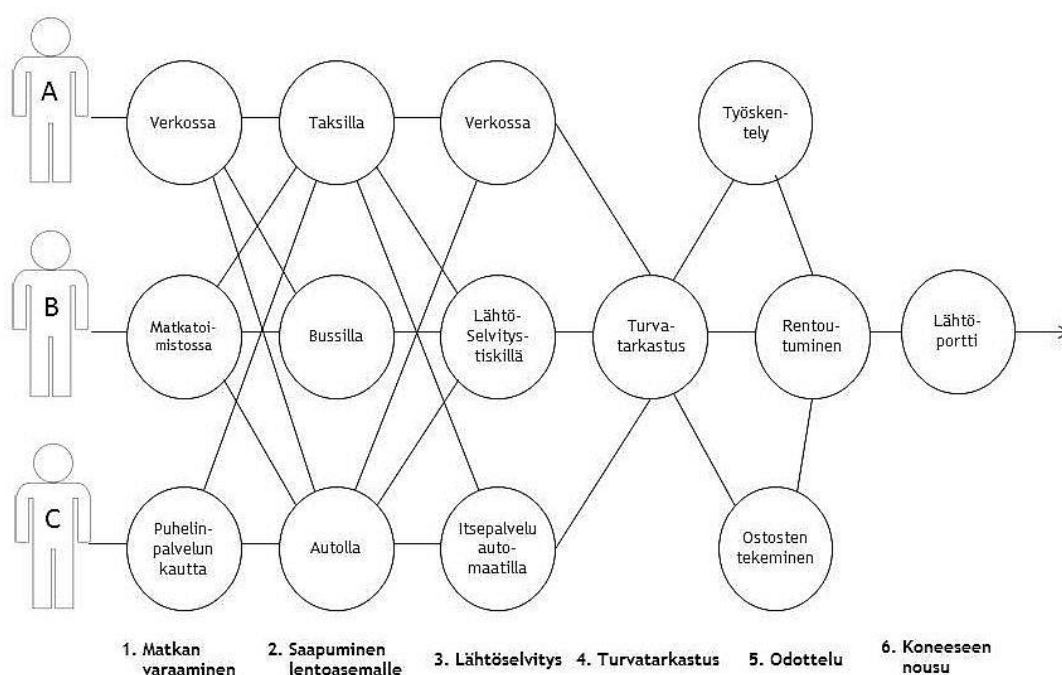 A
Verkossa
Taksilla
Verkossa
Työsken-
tely
B
Matkatoi-
mistossa
Bussilla
Lähtö-
Selvitys-
tiskillä
Turva-
tarkastus
Rentou-
tuminen
Lähtö-
portti
C
Puhelin-
palvelun
kautta
Autolla
Itsepalvelu
auto-
maatilla
Ostosten
tekeminen
1. Matkan
varaaminen
2. Saapuminen
lentoasemalle
3. Lähtöselvitys
4. Turvatarkastus
5. Odottelu
6. Koneeseen
nousu